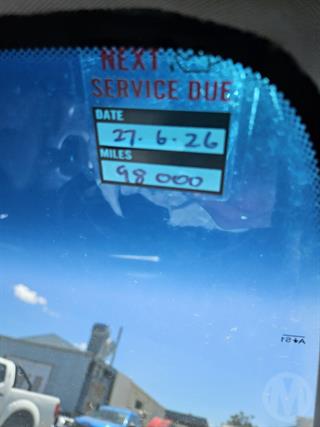 NEXT
SERVICE DUE
DATE
27.6.26
MILES
98 000